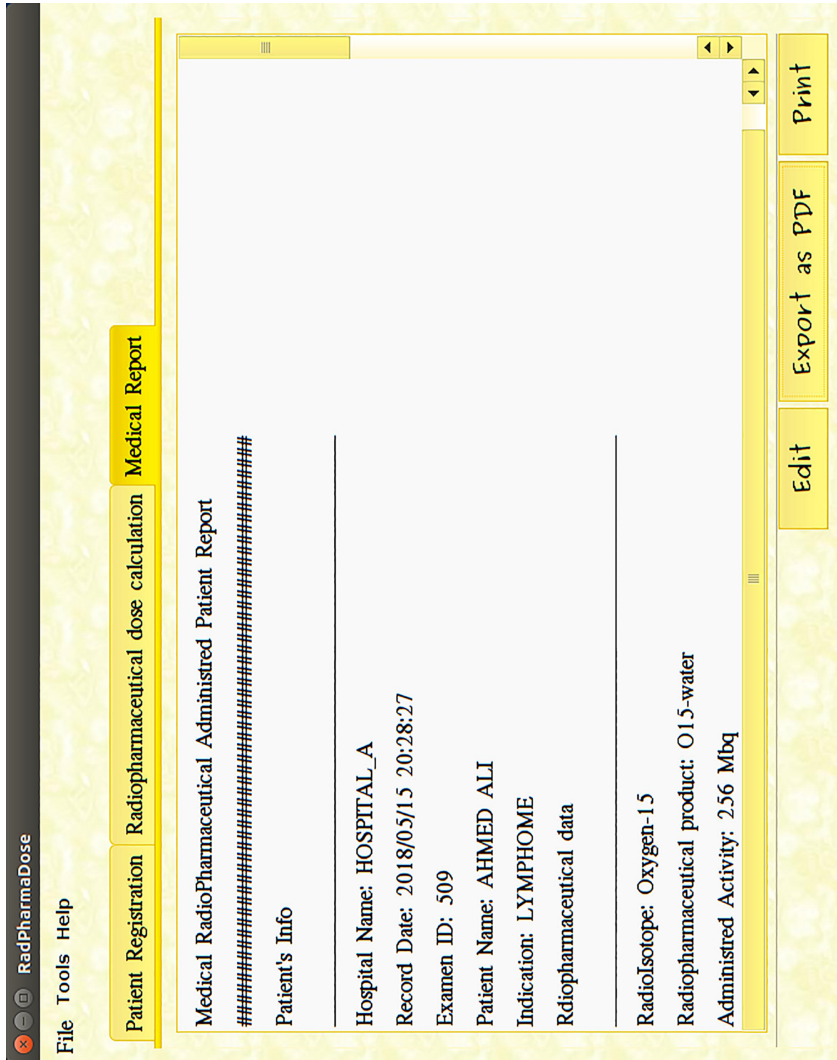 RadPharmaDose
File Tools Help
Patient Registration Radiopharmaceutical dose calculation Medical Report
Medical RadioPharmaceutical Administred Patient Report
##########################################################
Patient's Info
Hospital Name: HOSPITAL_A
Record Date: 2018/05/15 20:28:27
Examen ID: 509
Patient Name: AHMED ALI
Indication: LYMPHOME
Rdiopharmaceutical data
RadioIsotope: Oxygen-15
Radiopharmaceutical product: O15-water
Administred Activity: 256 Mbq
Edit Export as PDF Print